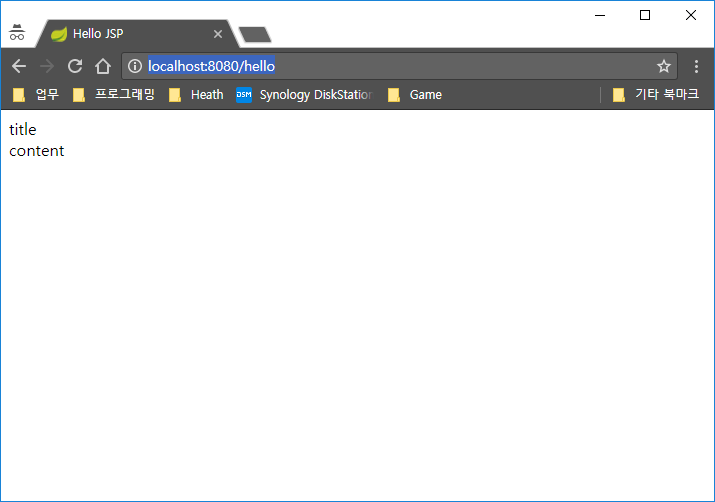 Hello JSP
localhost:8080/hello
업무 프로그래밍 Heath DSM Synology DiskStation Game 기타 북마크
title
content